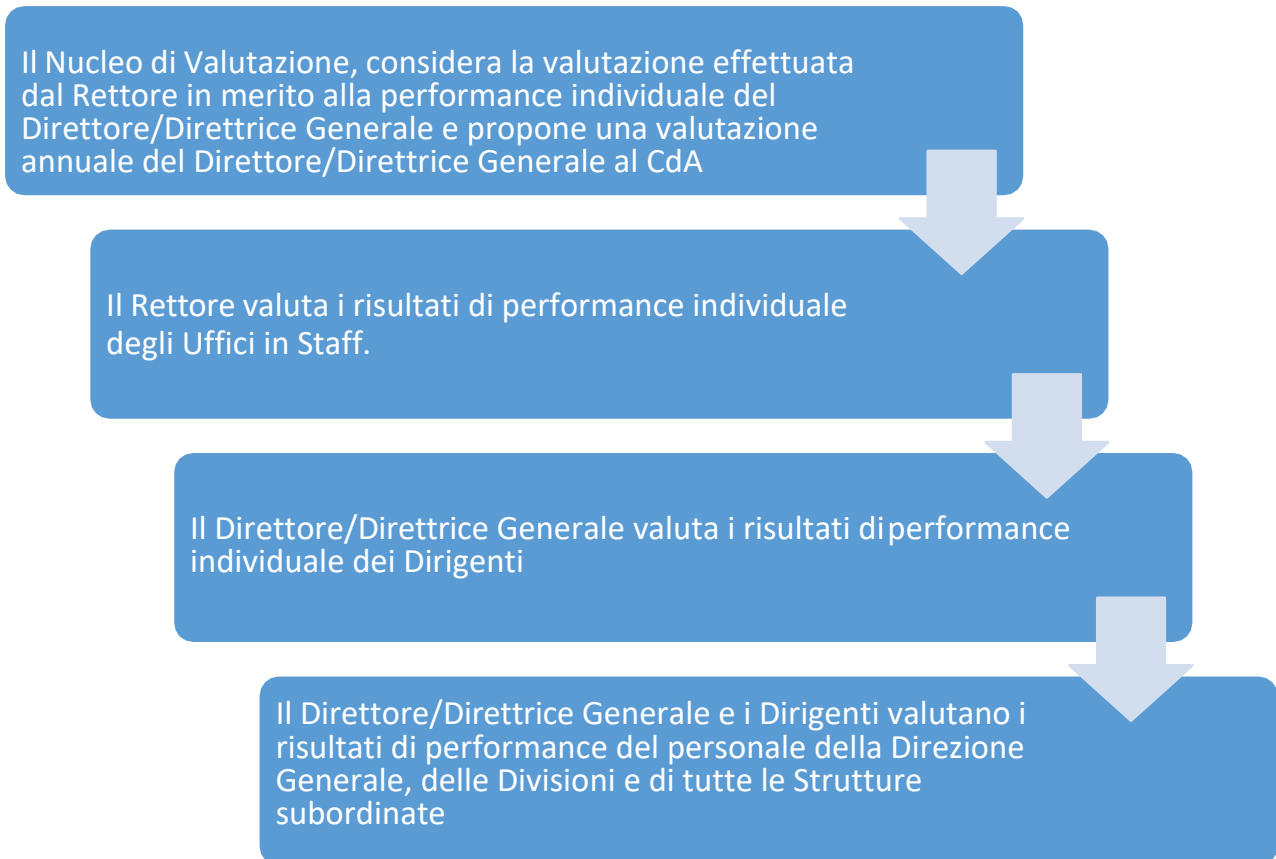 Il Nucleo di Valutazione, considera la valutazione effettuata
dal Rettore in merito alla performance individuale del
Direttore/Direttrice Generale e propone una valutazione
annuale del Direttore/Direttrice Generale al CdA
Il Rettore valuta i risultati di performance individuale
degli Uffici in Staff.
Il Direttore/Direttrice Generale valuta i risultati di performance
individuale dei Dirigenti
Il Direttore/Direttrice Generale e i Dirigenti valutano i
risultati di performance del personale della Direzione
Generale, delle Divisioni e di tutte le Strutture
subordinate